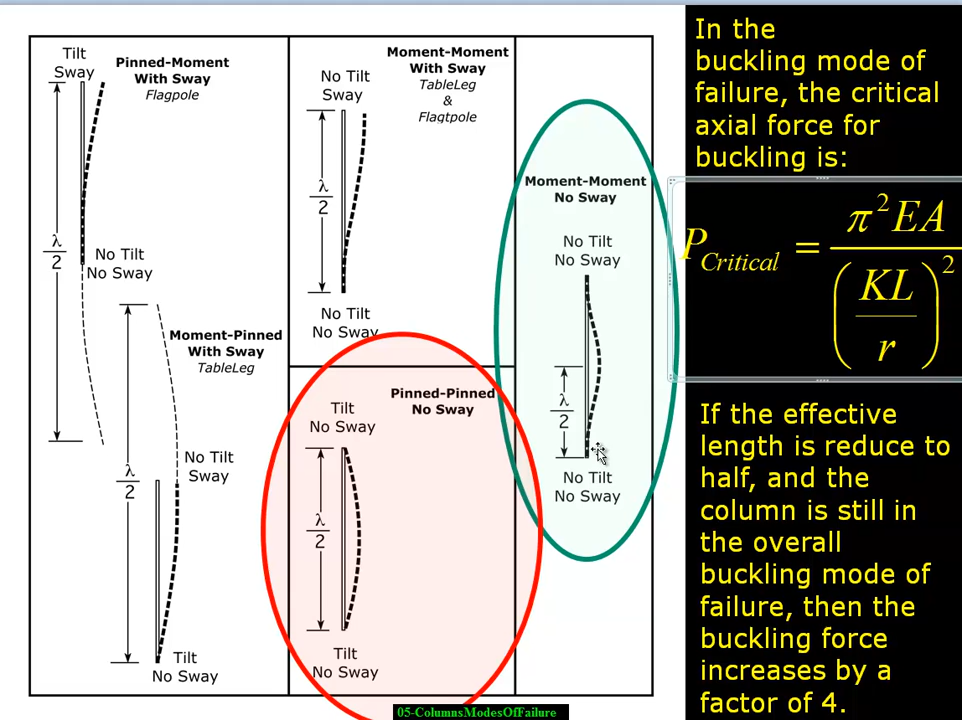 Tilt
Sway
Pinned-Moment
With Sway
Flagpole
λ
2
No Tilt
No Sway
Moment-Pinned
With Sway
TableLeg
λ
2
No Tilt
Sway
Tilt
No Sway
Moment-Moment
With Sway
TableLeg
&
Flagtpole
No Tilt
Sway
λ
2
No Tilt
No Sway
Pinned-Pinned
No Sway
Tilt
No Sway
λ
2
Tilt
No Sway
Moment-Moment
No Sway
No Tilt
No Sway
λ
2
No Tilt
No Sway
In the
buckling mode of
failure, the critical
axial force for
buckling is:
P_Critical = π²EA / (KL / r)²
If the effective
length is reduce to
half, and the
column is still in
the overall
buckling mode of
failure, then the
buckling force
increases by a
factor of 4.
05-ColumnsModesOfFailure